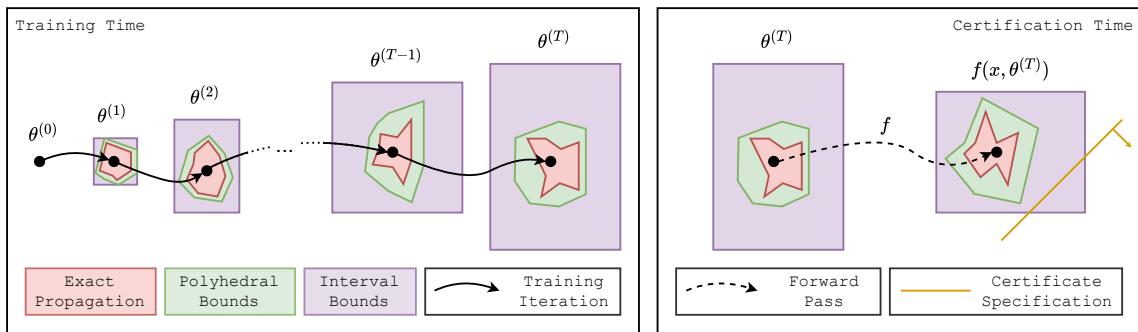 Training Time
θ^(0)
θ^(1)
θ^(2)
...
θ^(T−1)
θ^(T)
Exact
Propagation
Polyhedral
Bounds
Interval
Bounds
Training
Iteration
Certification Time
θ^(T)
f
f(x, θ^(T))
Forward
Pass
Certificate
Specification